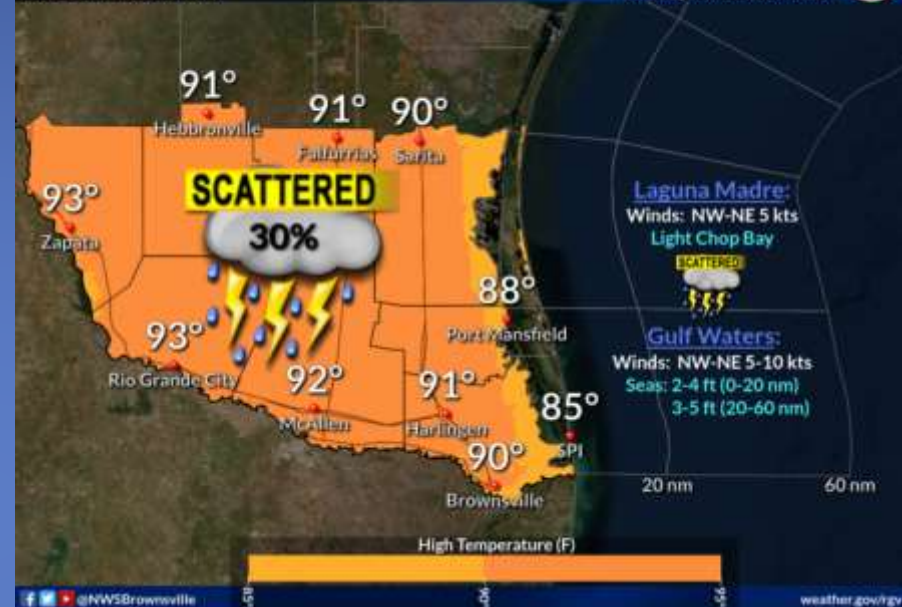 91°
Hebbronville
91°
Falfurrias
90°
Sarita
SCATTERED
30%
93°
Zapata
Laguna Madre:
Winds: NW-NE 5 kts
Light Chop Bay
SCATTERED
88°
Port Mansfield
Gulf Waters:
Winds: NW-NE 5-10 kts
Seas: 2-4 ft (0-20 nm)
3-5 ft (20-60 nm)
93°
Rio Grande City
92°
McAllen
91°
Harlingen
85°
SPI
90°
Brownsville
20 nm
60 nm
High Temperature (F)
85
90
95
@NWSBrownsville
weather.gov/rgv